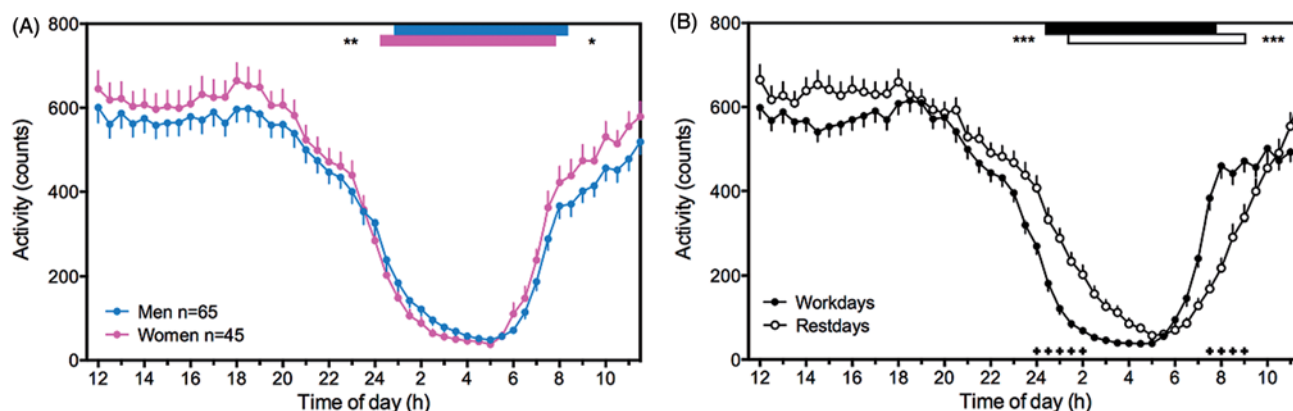 (A)
800
600
400
200
0
Activity (counts)
**
*
Men n=65
Women n=45
12 14 16 18 20 22 24 2 4 6 8 10
Time of day (h)
(B)
800
600
400
200
0
Activity (counts)
***
***
Workdays
Restdays
+++++ ++++
12 14 16 18 20 22 24 2 4 6 8 10
Time of day (h)